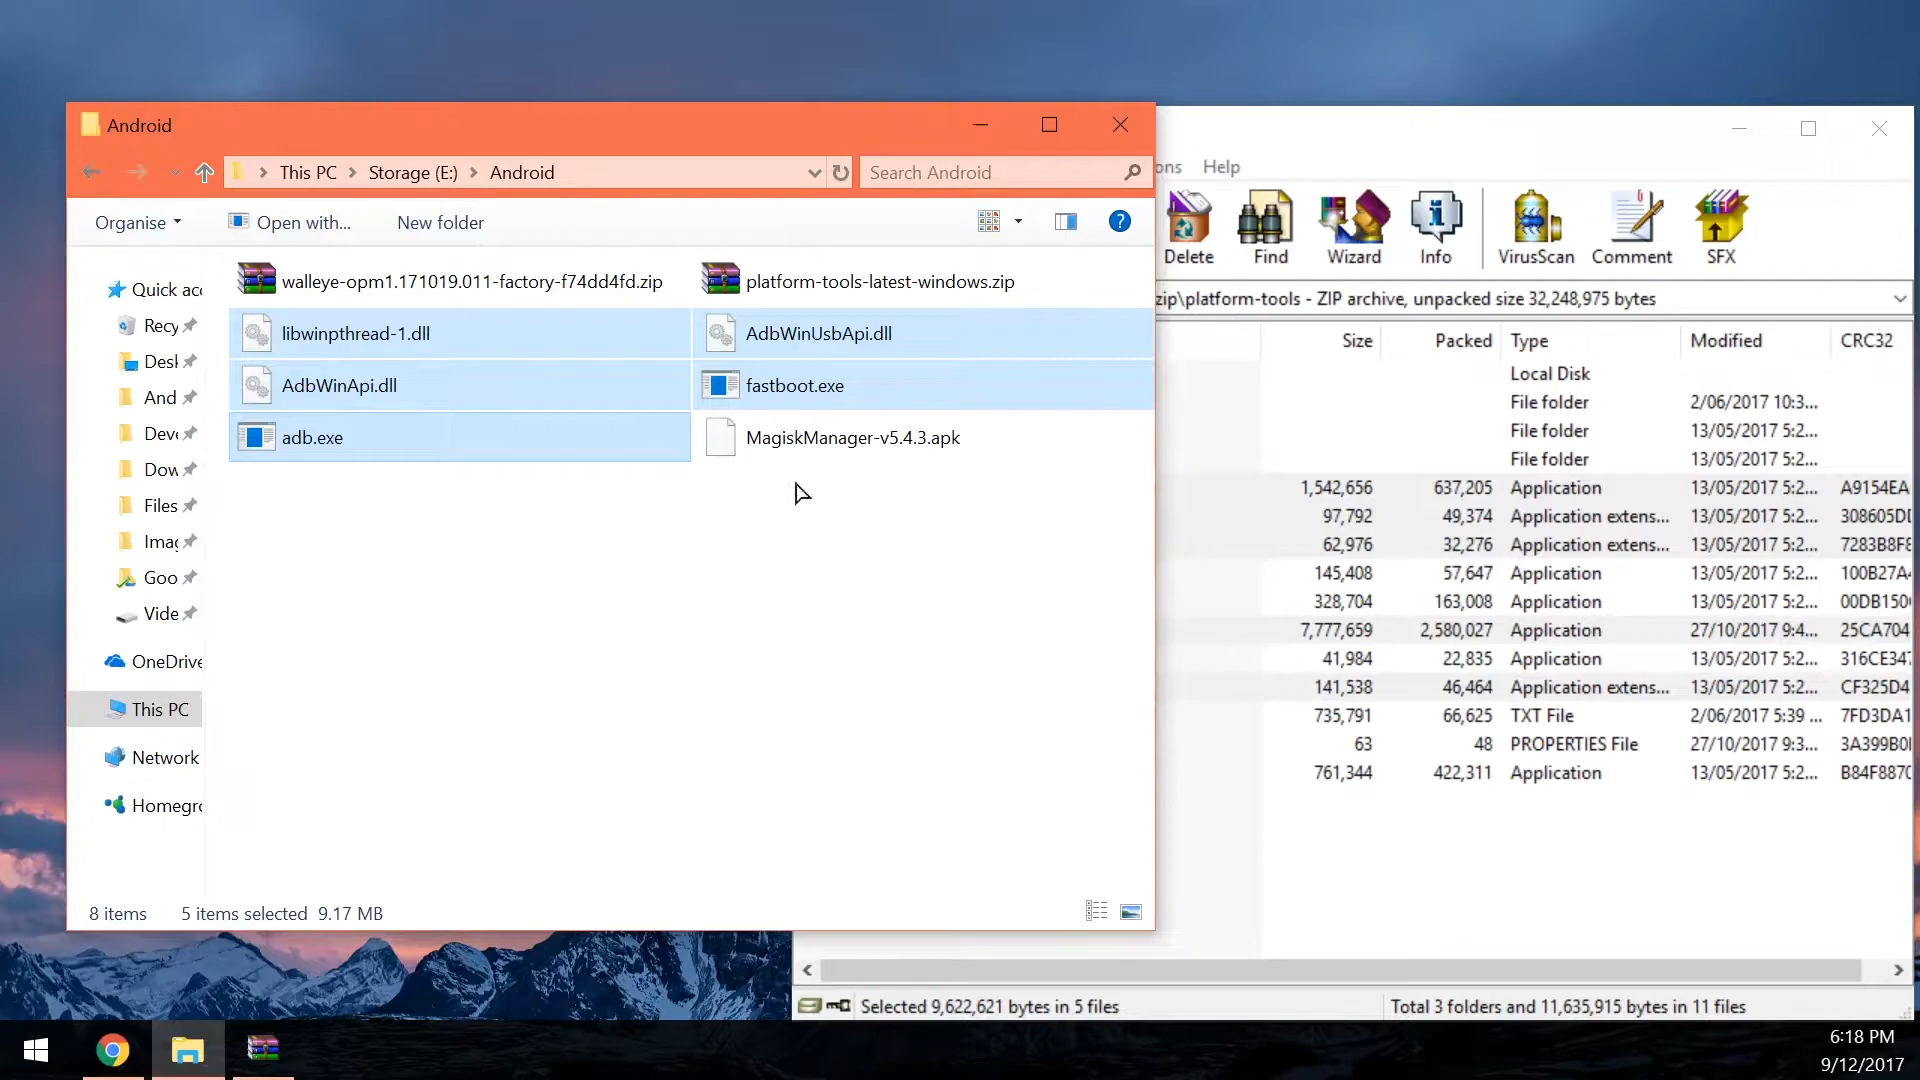 Android
This PC
Storage (E:)
Android
Search Android
Organise
Open with...
New folder
Quick acc
Recy
Desk
And
Dow
Files
Imag
Goo
Vide
OneDrive
This PC
Network
Homegro
walleye-opm1.171019.011-factory-f74dd4fd.zip
platform-tools-latest-windows.zip
libwinpthread-1.dll
AdbWinUsbApi.dll
AdbWinApi.dll
fastboot.exe
adb.exe
MagiskManager-v5.4.3.apk
8 items 5 items selected 9.17 MB
ons Help
Delete Find Wizard Info VirusScan Comment SFX
zip\platform-tools - ZIP archive, unpacked size 32,248,975 bytes
Size Packed Type Modified CRC32
Local Disk
File folder 2/06/2017 10:3...
File folder 13/05/2017 5:2...
File folder 13/05/2017 5:2...
1,542,656 637,205 Application 13/05/2017 5:2... A9154EA
97,792 49,374 Application extens... 13/05/2017 5:2... 308605D
62,976 32,276 Application extens... 13/05/2017 5:2... 7283B8F8
145,408 57,647 Application 13/05/2017 5:2... 100B27A
328,704 163,008 Application 13/05/2017 5:2... 00DB150
7,777,659 2,580,027 Application 27/10/2017 9:4... 25CA704
41,984 22,835 Application 13/05/2017 5:2... 316CE347
141,538 46,464 Application extens... 13/05/2017 5:2... CF325D4
735,791 66,625 TXT File 2/06/2017 5:39 ... 7FD3DA1
63 48 PROPERTIES File 27/10/2017 9:3... 3A399B0
761,344 422,311 Application 13/05/2017 5:2... B84F8870
Selected 9,622,621 bytes in 5 files
Total 3 folders and 11,635,915 bytes in 11 files
6:18 PM
9/12/2017